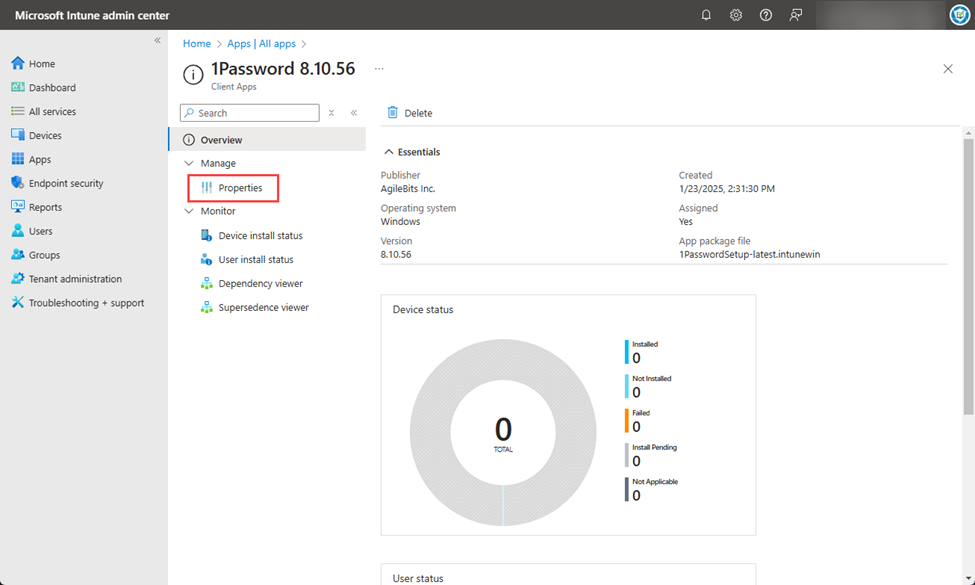 Microsoft Intune admin center
«
Home
Dashboard
All services
Devices
Apps
Endpoint security
Reports
Users
Groups
Tenant administration
Troubleshooting + support
Home > Apps | All apps >
1Password 8.10.56 ...
Client Apps
Search
«
Overview
Manage
Properties
Monitor
Device install status
User install status
Dependency viewer
Supersedence viewer
Delete
Essentials
Publisher
AgileBits Inc.
Operating system
Windows
Version
8.10.56
Created
1/23/2025, 2:31:30 PM
Assigned
Yes
App package file
1PasswordSetup-latest.intunewin
Device status
0
TOTAL
Installed
0
Not Installed
0
Failed
0
Install Pending
0
Not Applicable
0
User status